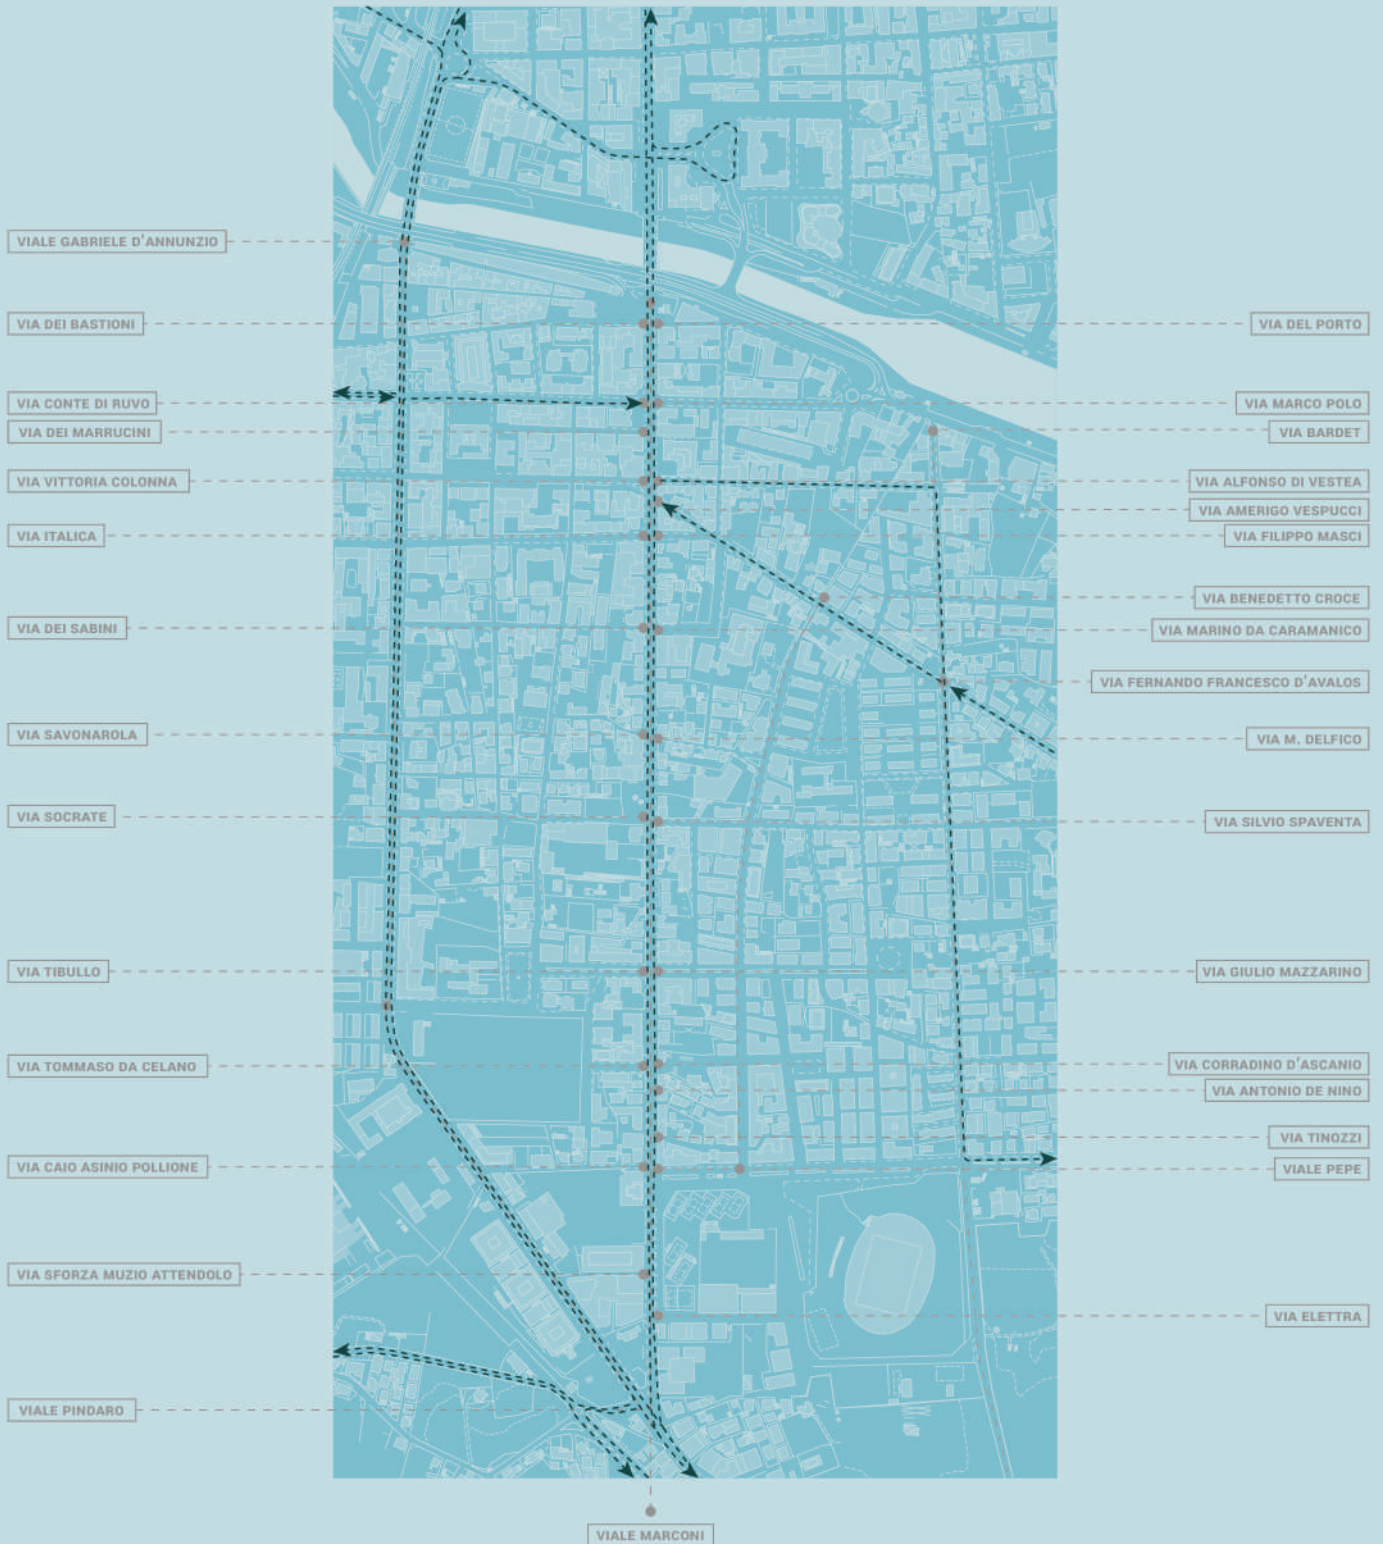 VIALE GABRIELE D'ANNUNZIO
VIA DEI BASTIONI
VIA DEL PORTO
VIA CONTE DI RUVO
VIA MARCO POLO
VIA DEI MARRUCINI
VIA BARDET
VIA VITTORIA COLONNA
VIA ALFONSO DI VESTEA
VIA AMERIGO VESPUCCI
VIA ITALICA
VIA FILIPPO MASCI
VIA BENEDETTO CROCE
VIA DEI SABINI
VIA MARINO DA CARAMANICO
VIA FERNANDO FRANCESCO D'AVALOS
VIA SAVONAROLA
VIA M. DELFICO
VIA SOCRATE
VIA SILVIO SPAVENTA
VIA TIBULLO
VIA GIULIO MAZZARINO
VIA TOMMASO DA CELANO
VIA CORRADINO D'ASCANIO
VIA ANTONIO DE NINO
VIA TINOZZI
VIA CAIO ASINIO POLLIONE
VIALE PEPE
VIA SFORZA MUZIO ATTENDOLO
VIA ELETTRA
VIALE PINDARO
VIALE MARCONI